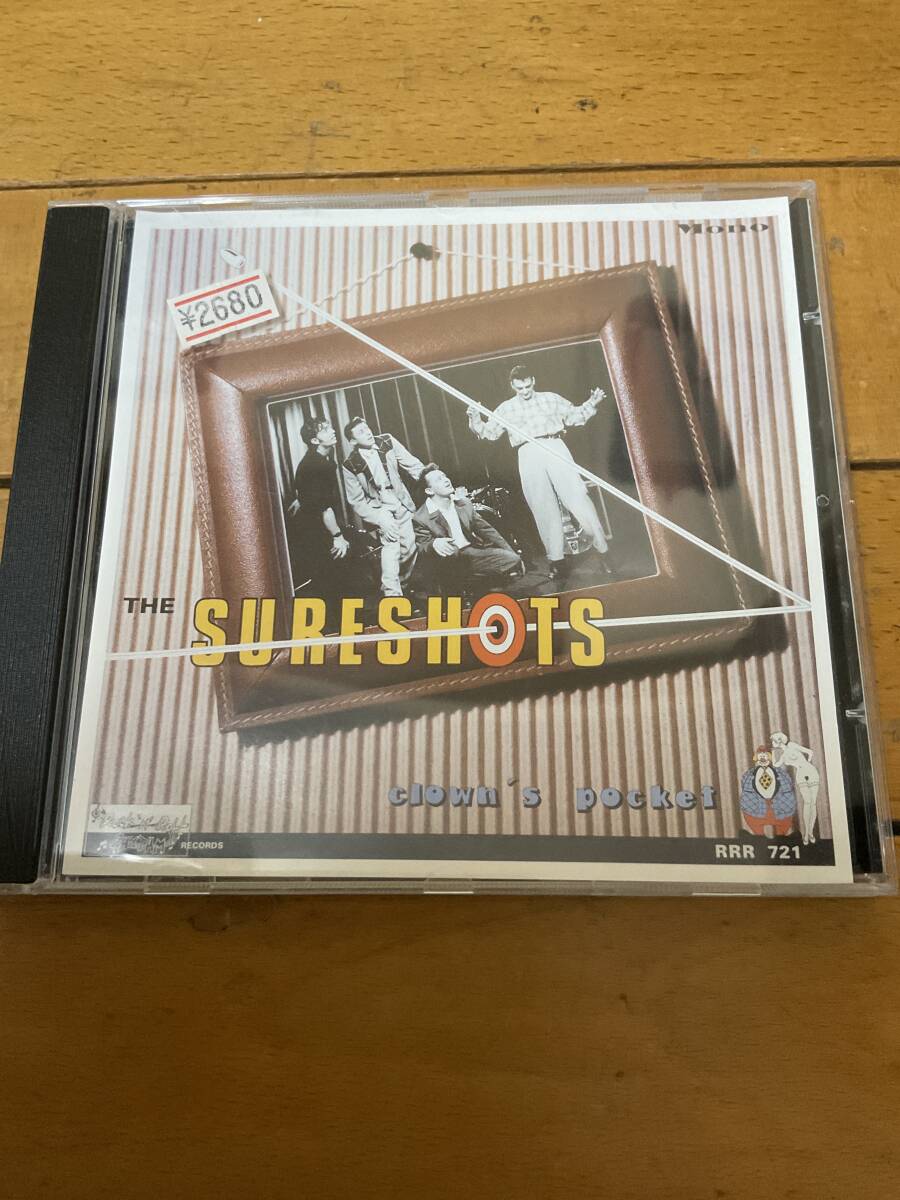 Mono
¥2680
THE SURESHOTS
clown's pocket
RECORDS
RRR 721